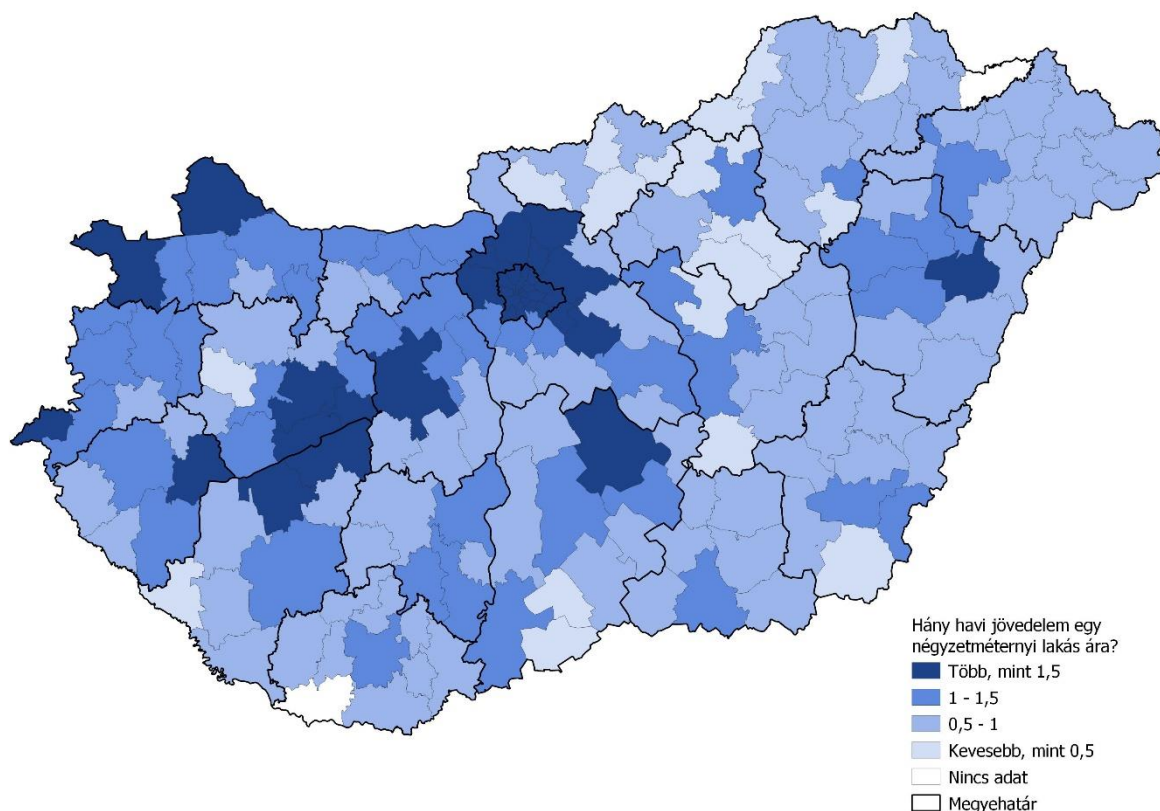 Hány havi jövedelem egy
négyzetméternyi lakás ára?
Több, mint 1,5
1 - 1,5
0,5 - 1
Kevesebb, mint 0,5
Nincs adat
Megyehatár